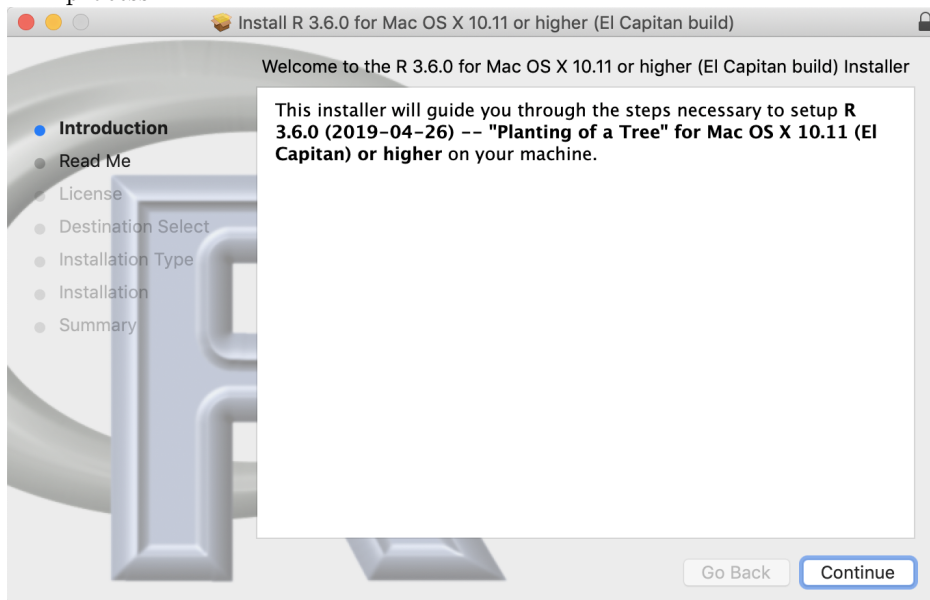 Install R 3.6.0 for Mac OS X 10.11 or higher (El Capitan build)
Welcome to the R 3.6.0 for Mac OS X 10.11 or higher (El Capitan build) Installer
Introduction
Read Me
License
Destination Select
Installation Type
Installation
Summary
This installer will guide you through the steps necessary to setup R
3.6.0 (2019-04-26) -- "Planting of a Tree" for Mac OS X 10.11 (El
Capitan) or higher on your machine.
Go Back
Continue